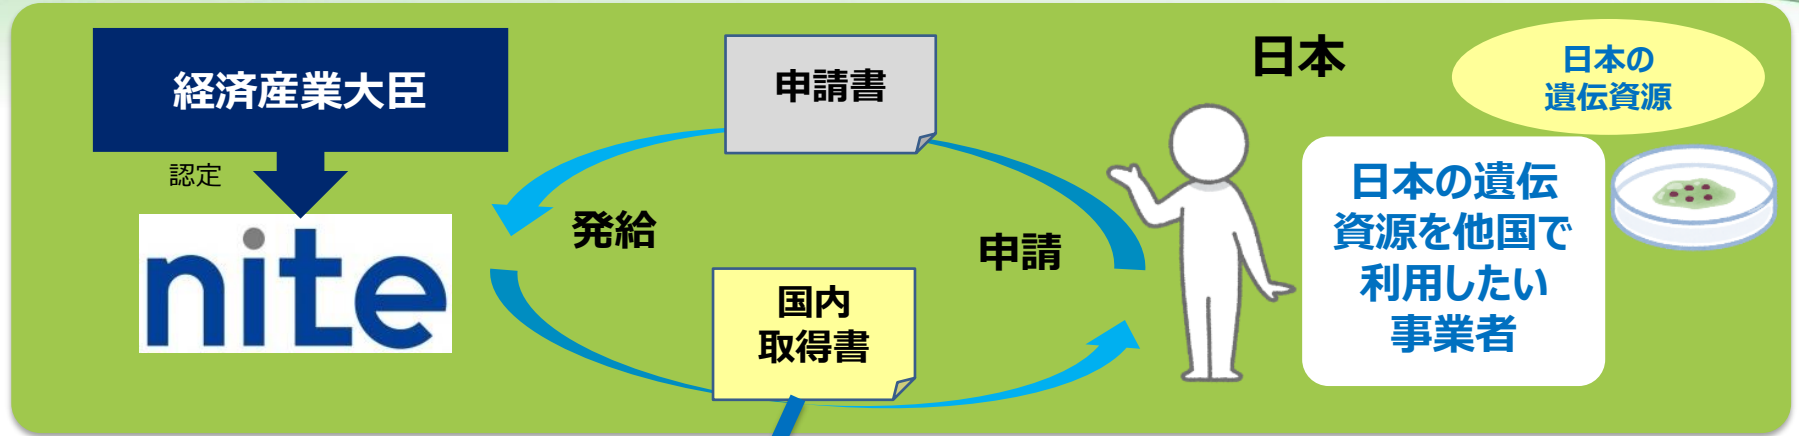 経済産業大臣
認定
nite
申請書
発給
申請
国内
取得書
日本
日本の
遺伝資源
日本の遺伝
資源を他国で
利用したい
事業者